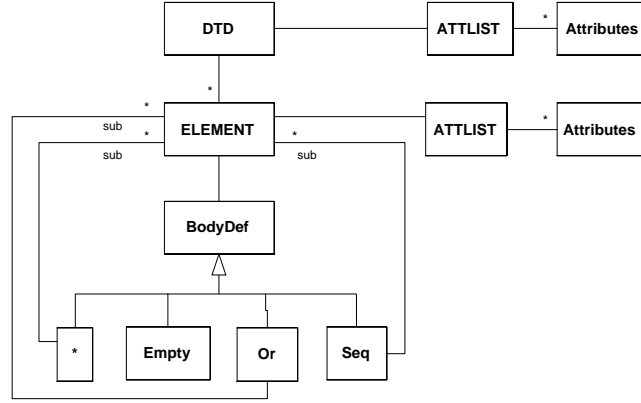 DTD
ATTLIST
*
Attributes
*
*
sub
ELEMENT
*
sub
*
sub
ATTLIST
*
Attributes
BodyDef
*
Empty
Or
Seq